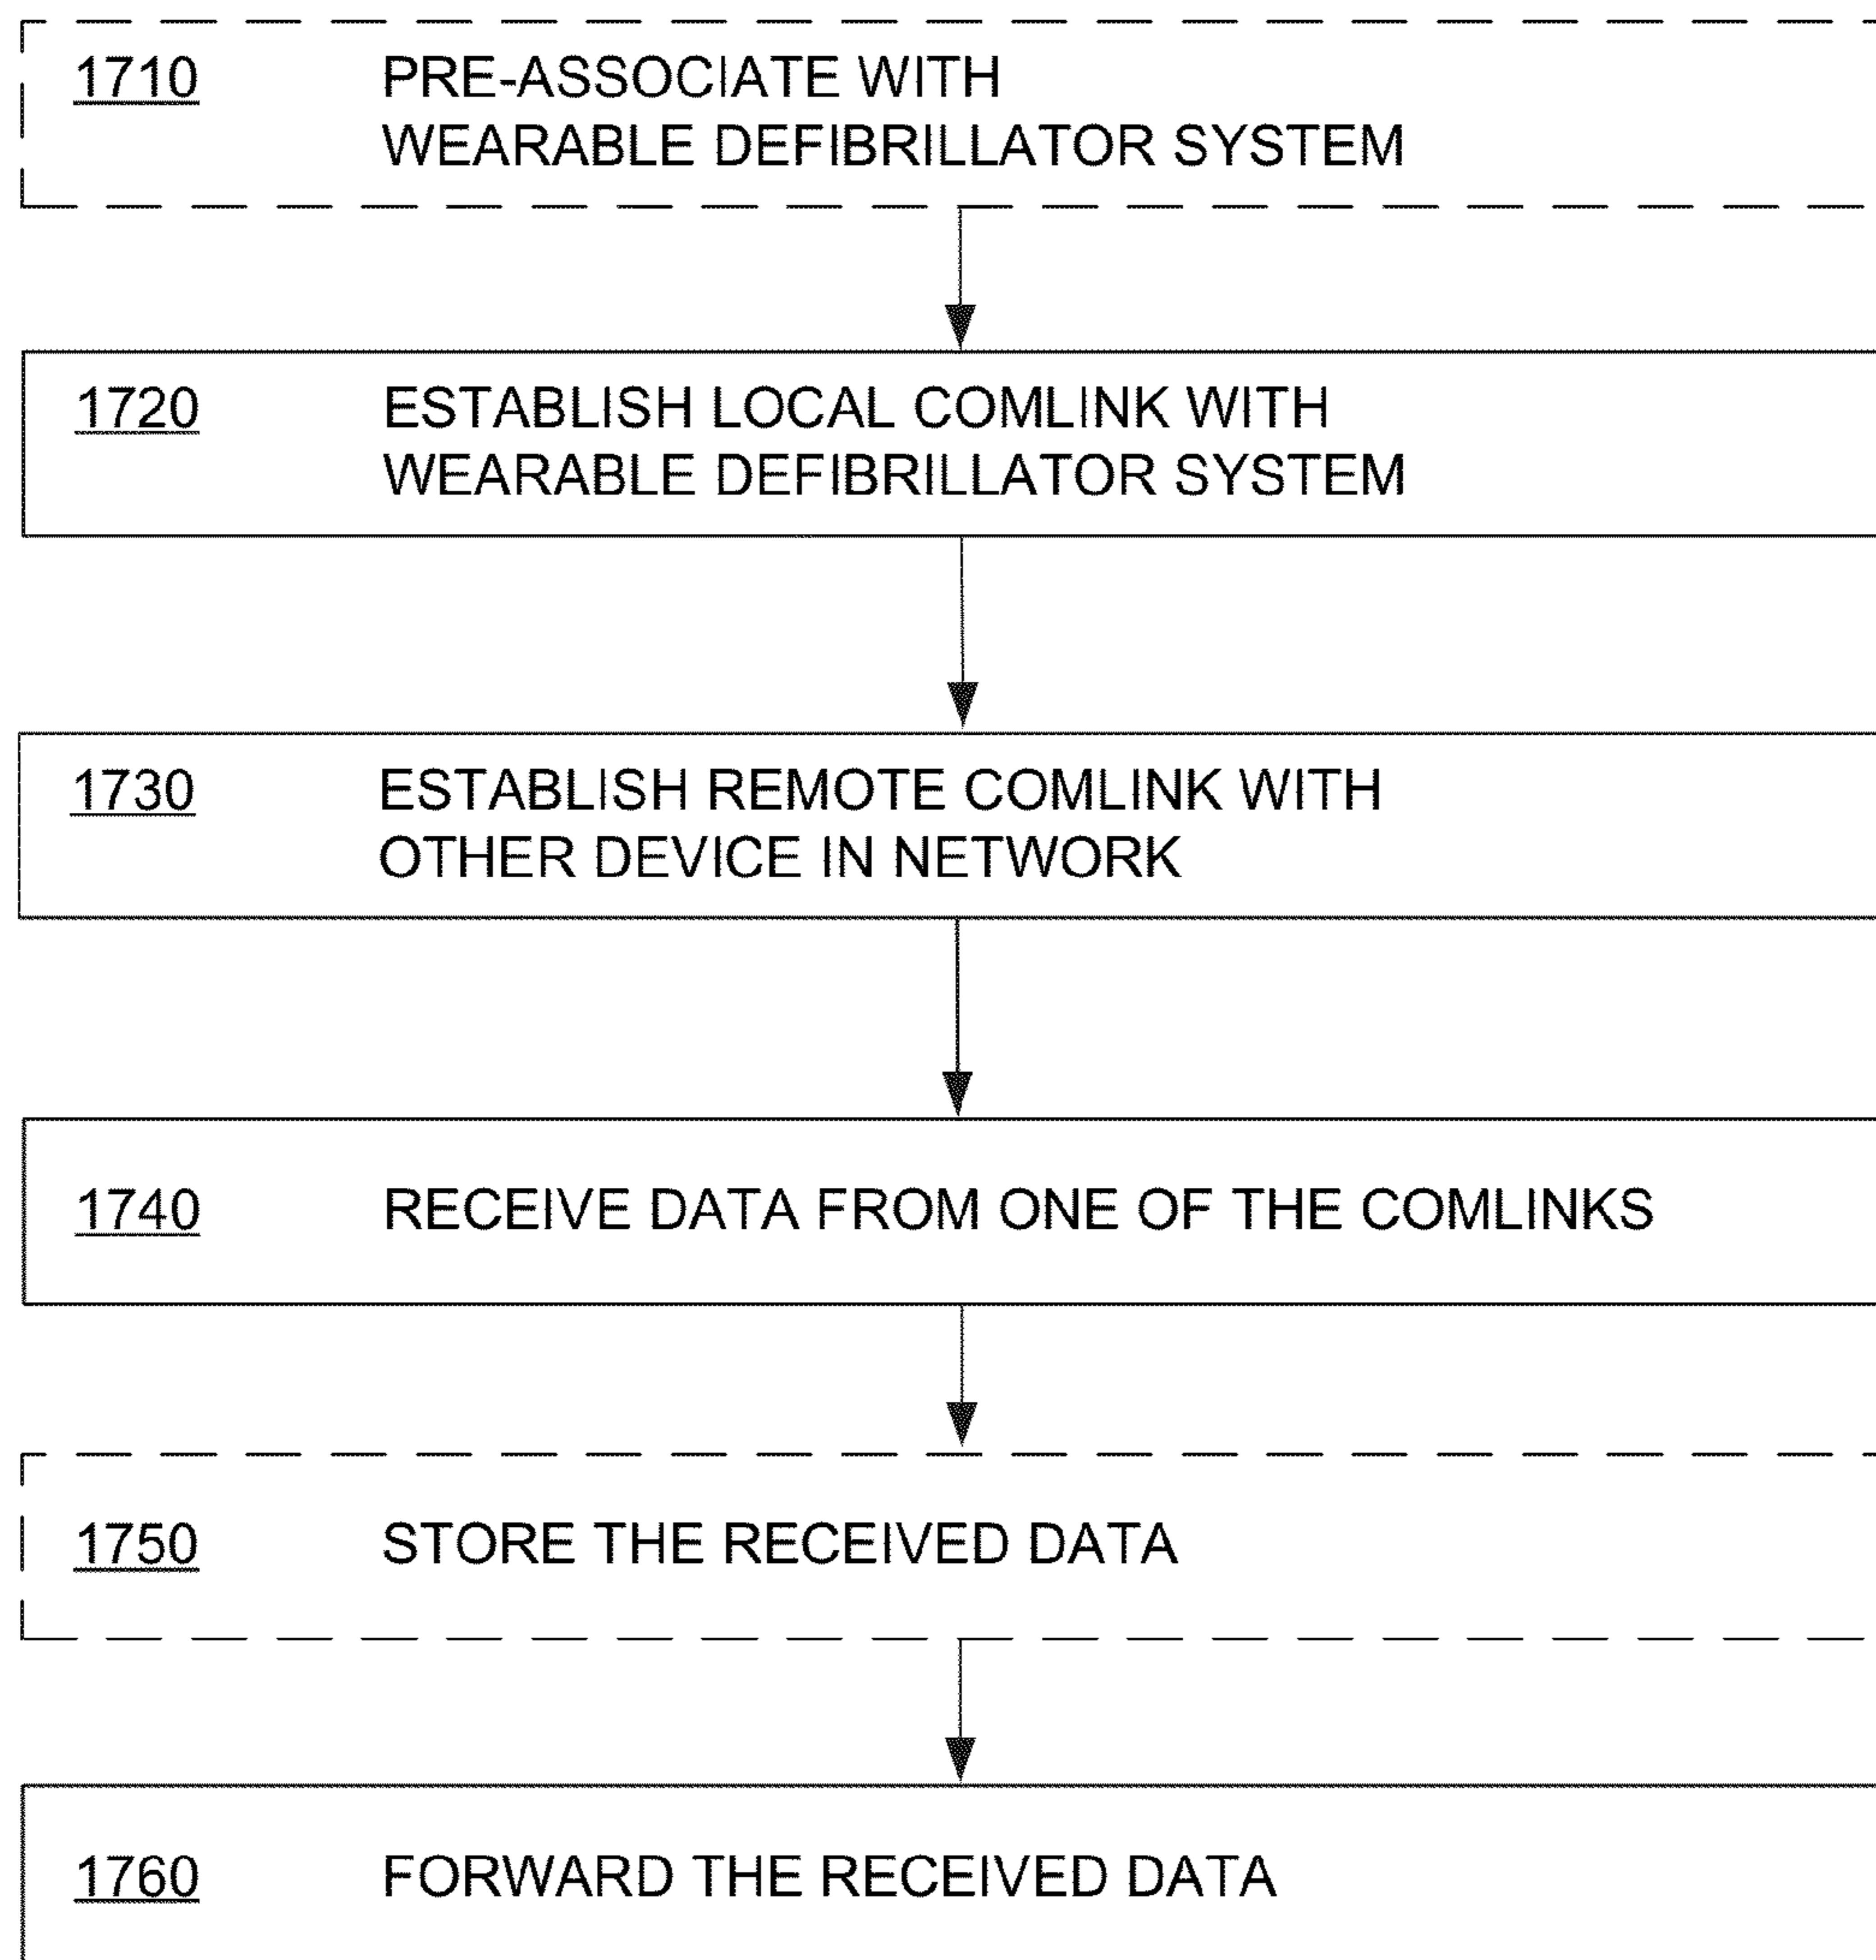 1710 PRE-ASSOCIATE WITH
WEARABLE DEFIBRILLATOR SYSTEM
1720 ESTABLISH LOCAL COMLINK WITH
WEARABLE DEFIBRILLATOR SYSTEM
1730 ESTABLISH REMOTE COMLINK WITH
OTHER DEVICE IN NETWORK
1740 RECEIVE DATA FROM ONE OF THE COMLINKS
1750 STORE THE RECEIVED DATA
1760 FORWARD THE RECEIVED DATA